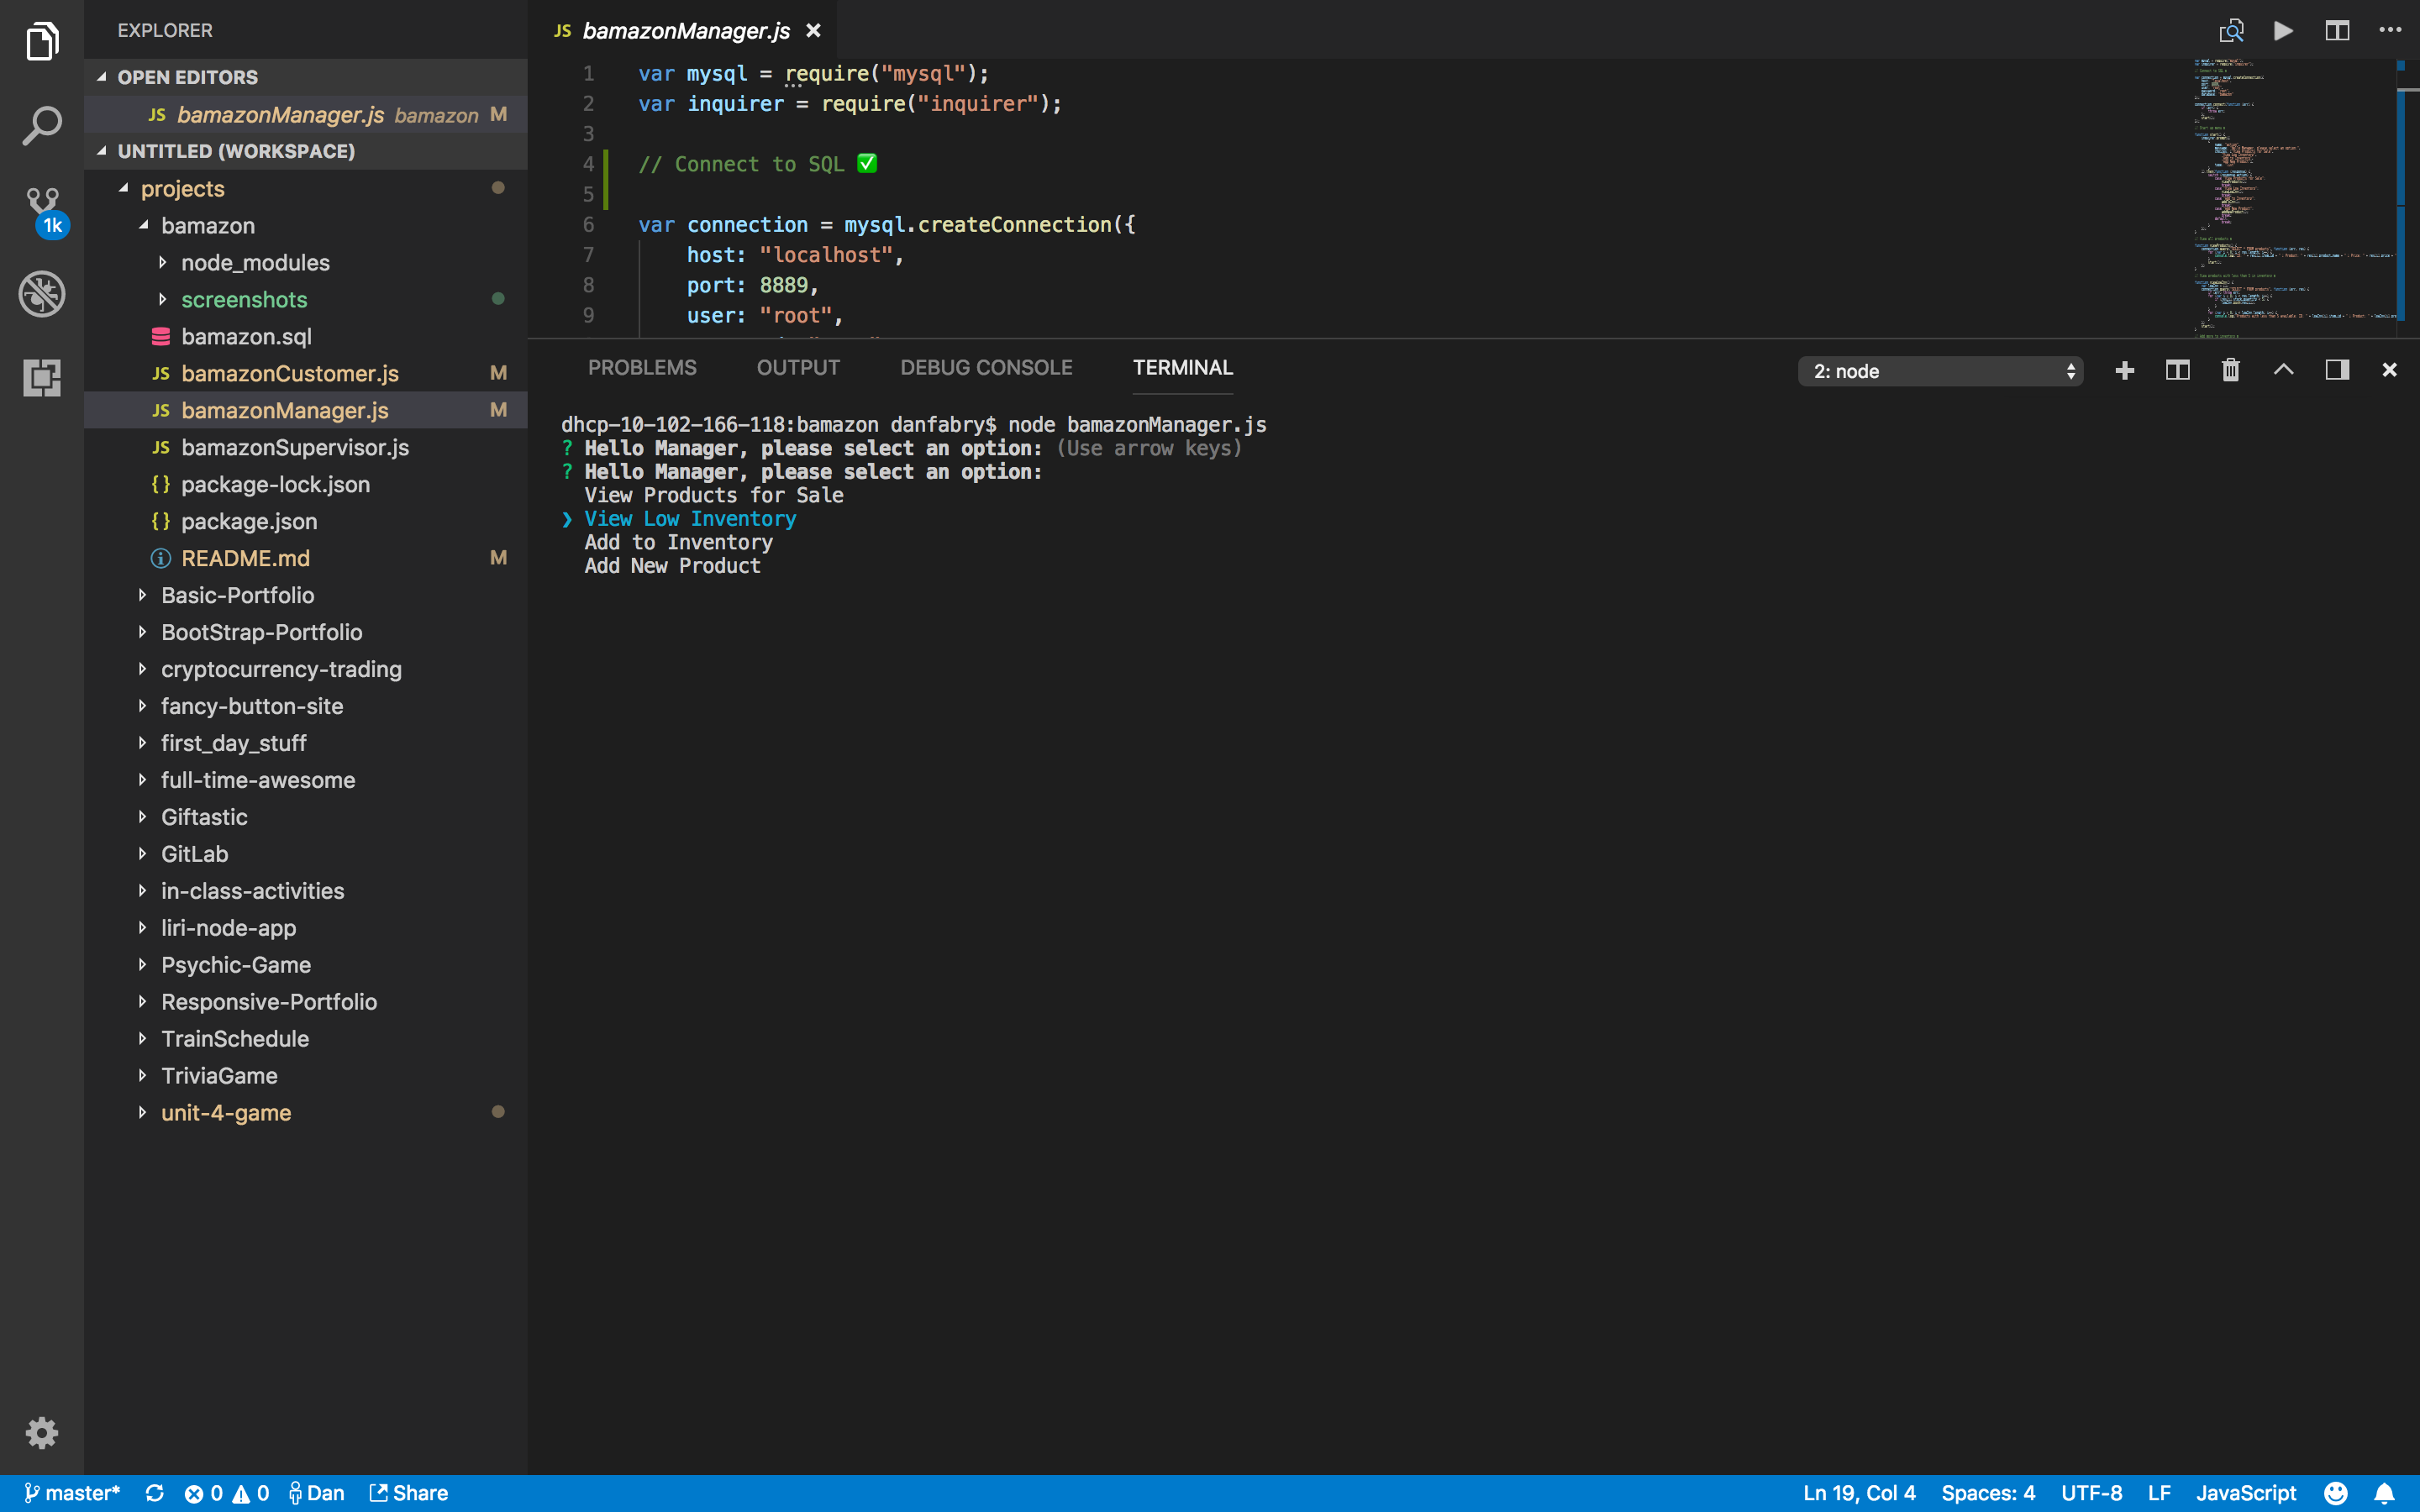 EXPLORER
OPEN EDITORS
JS bamazonManager.js bamazon M
UNTITLED (WORKSPACE)
projects
bamazon
node_modules
screenshots
bamazon.sql
JS bamazonCustomer.js M
JS bamazonManager.js M
JS bamazonSupervisor.js
{} package-lock.json
{} package.json
README.md M
Basic-Portfolio
BootStrap-Portfolio
cryptocurrency-trading
fancy-button-site
first_day_stuff
full-time-awesome
Giftastic
GitLab
in-class-activities
liri-node-app
Psychic-Game
Responsive-Portfolio
TrainSchedule
TriviaGame
unit-4-game
1k
JS bamazonManager.js
1 var mysql = require("mysql");
2 var inquirer = require("inquirer");
3
4 // Connect to SQL ✅
5
6 var connection = mysql.createConnection({
7 host: "localhost",
8 port: 8889,
9 user: "root",
PROBLEMS OUTPUT DEBUG CONSOLE TERMINAL 2: node
dhcp-10-102-166-118:bamazon danfabry$ node bamazonManager.js
? Hello Manager, please select an option: (Use arrow keys)
? Hello Manager, please select an option:
View Products for Sale
❯ View Low Inventory
Add to Inventory
Add New Product
master* 0 0 Dan Share Ln 19, Col 4 Spaces: 4 UTF-8 LF JavaScript